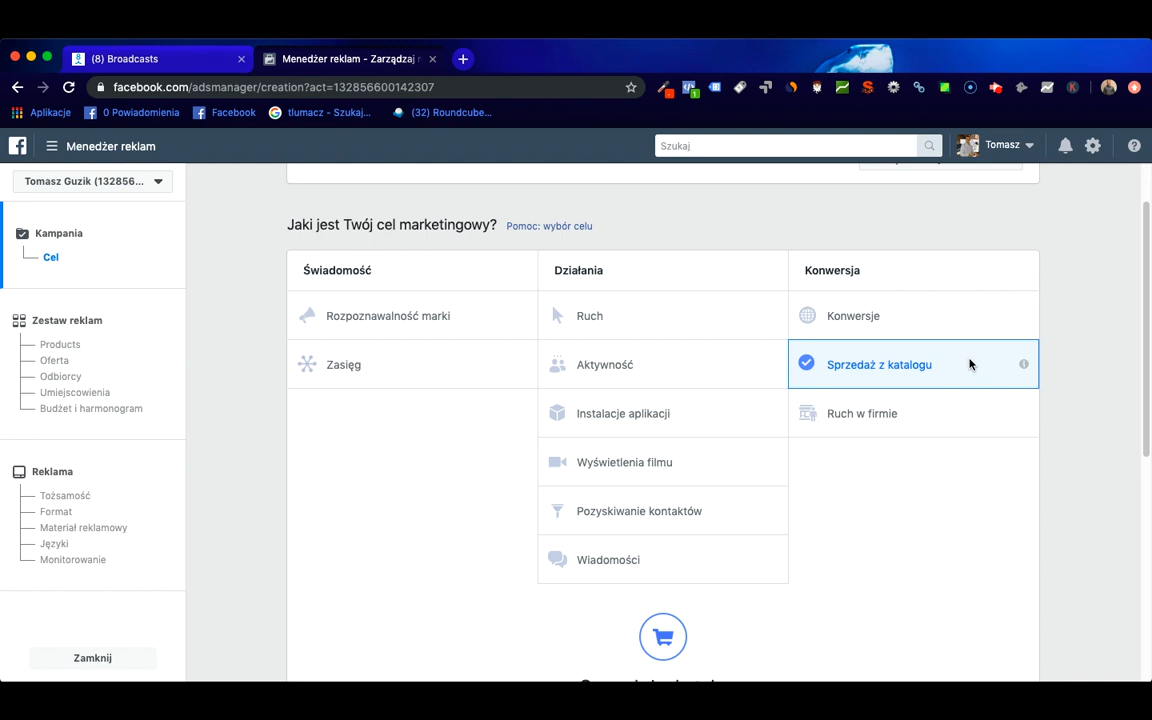 (8) Broadcasts
Menedżer reklam - Zarządzaj
facebook.com/adsmanager/creation?act=132856600142307
1
Aplikacje
0 Powiadomienia
Facebook
tlumacz - Szukaj...
(32) Roundcube...
Menedżer reklam
Szukaj
Tomasz
Tomasz Guzik (132856...
Kampania
Cel
Zestaw reklam
Products
Oferta
Odbiorcy
Umiejscowienia
Budżet i harmonogram
Reklama
Tożsamość
Format
Materiał reklamowy
Języki
Monitorowanie
Zamknij
Jaki jest Twój cel marketingowy? Pomoc: wybór celu
Świadomość
Działania
Konwersja
Rozpoznawalność marki
Ruch
Konwersje
Zasięg
Aktywność
Sprzedaż z katalogu
Instalacje aplikacji
Ruch w firmie
Wyświetlenia filmu
Pozyskiwanie kontaktów
Wiadomości